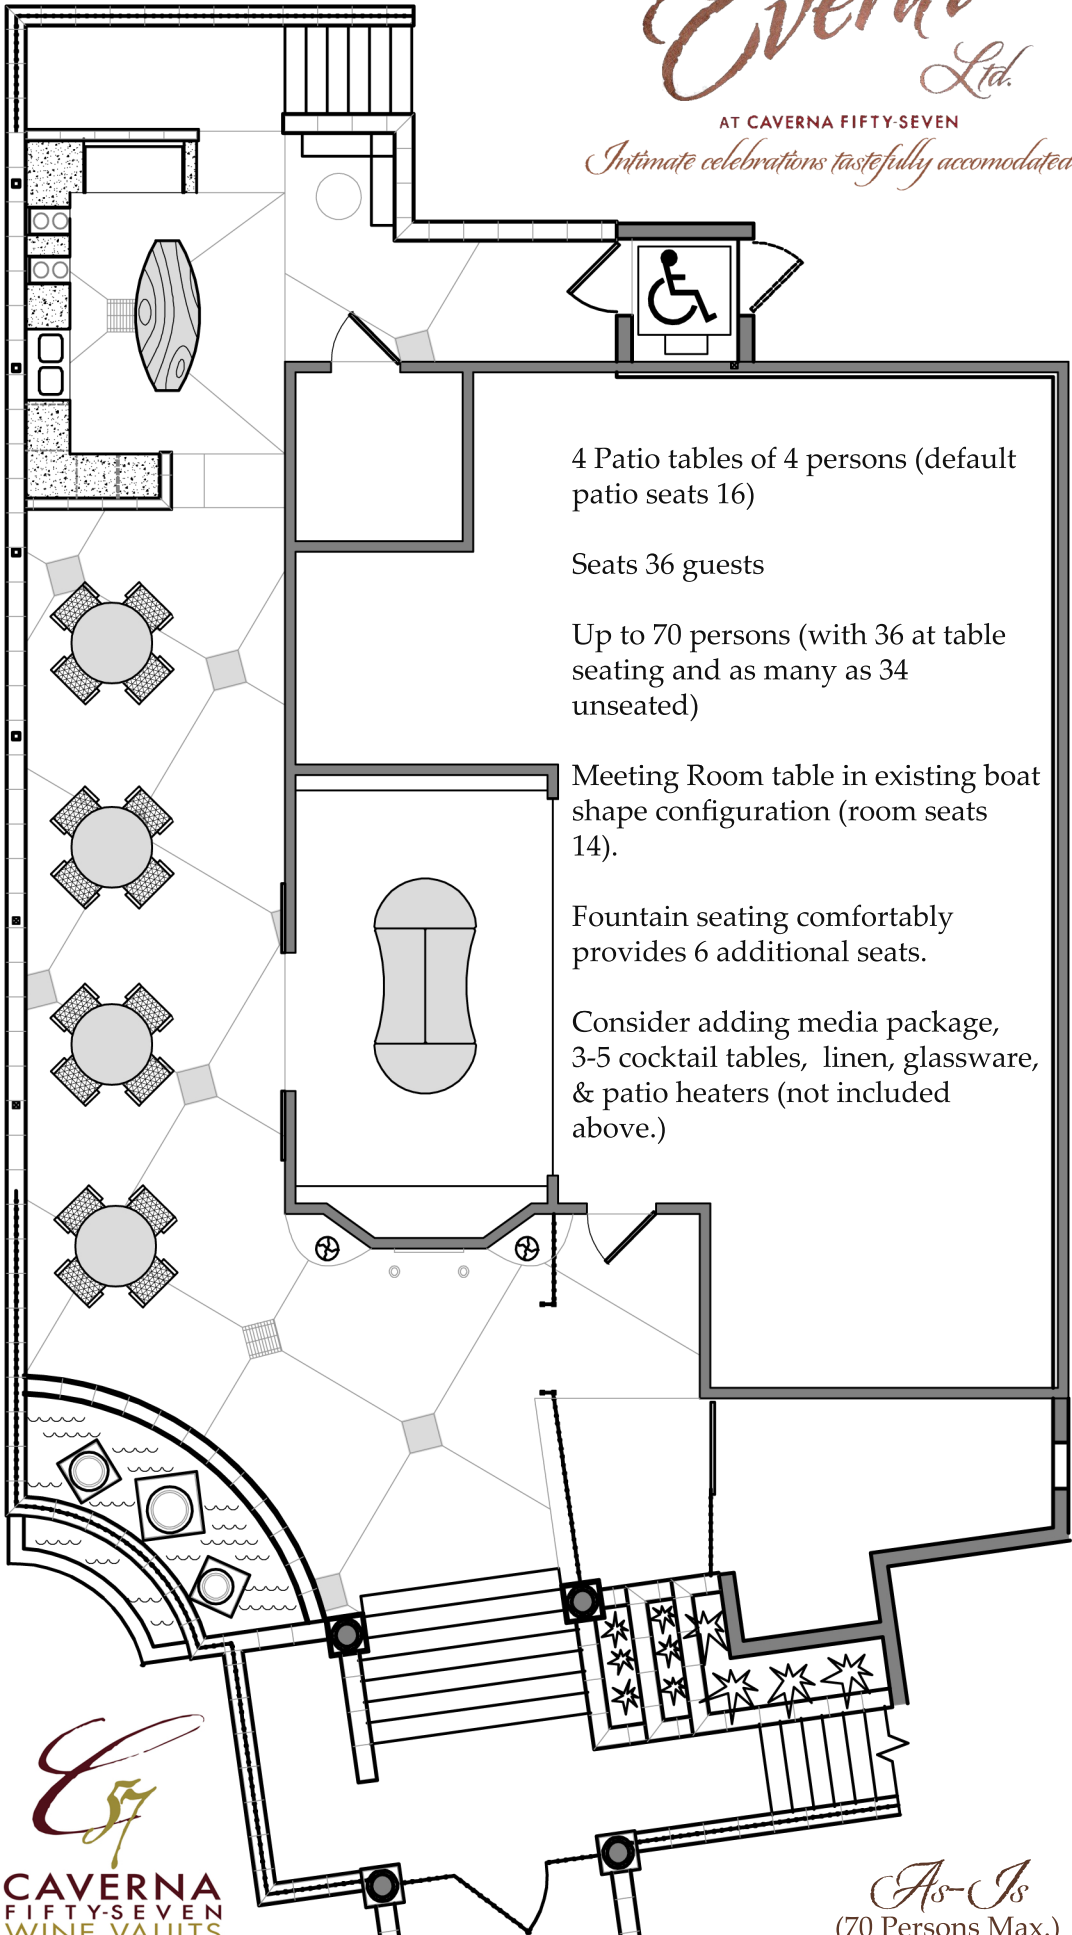 Events
Ltd.
AT CAVERNA FIFTY-SEVEN
Intimate celebrations tastefully accomodated
4 Patio tables of 4 persons (default
patio seats 16)
Seats 36 guests
Up to 70 persons (with 36 at table
seating and as many as 34
unseated)
Meeting Room table in existing boat
shape configuration (room seats
14).
Fountain seating comfortably
provides 6 additional seats.
Consider adding media package,
3-5 cocktail tables, linen, glassware,
& patio heaters (not included
above.)
C57
CAVERNA
FIFTY-SEVEN
WINE VAULTS
As-Is
(70 Persons Max.)